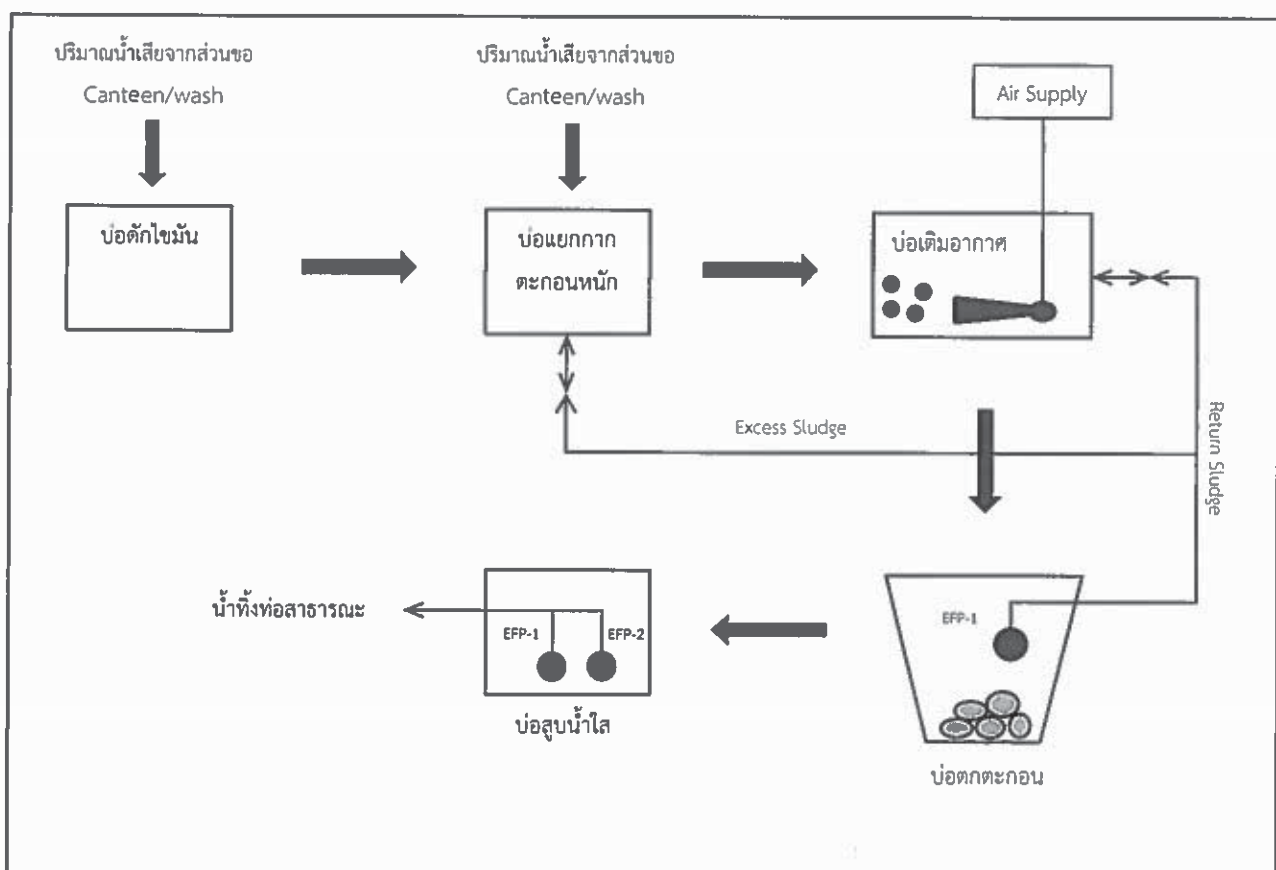 ปริมาณน้ำเสียจากส่วนขอ
Canteen/wash
ปริมาณน้ำเสียจากส่วนขอ
Canteen/wash
Air Supply
บ่อดักไขมัน
บ่อแยกกาก
ตะกอนหนัก
บ่อเติมอากาศ
Excess Sludge
Return Sludge
น้ำทิ้งท่อสาธารณะ
EFP-1
EFP-2
EFP-1
บ่อสูบน้ำใส
บ่อตกตะกอน